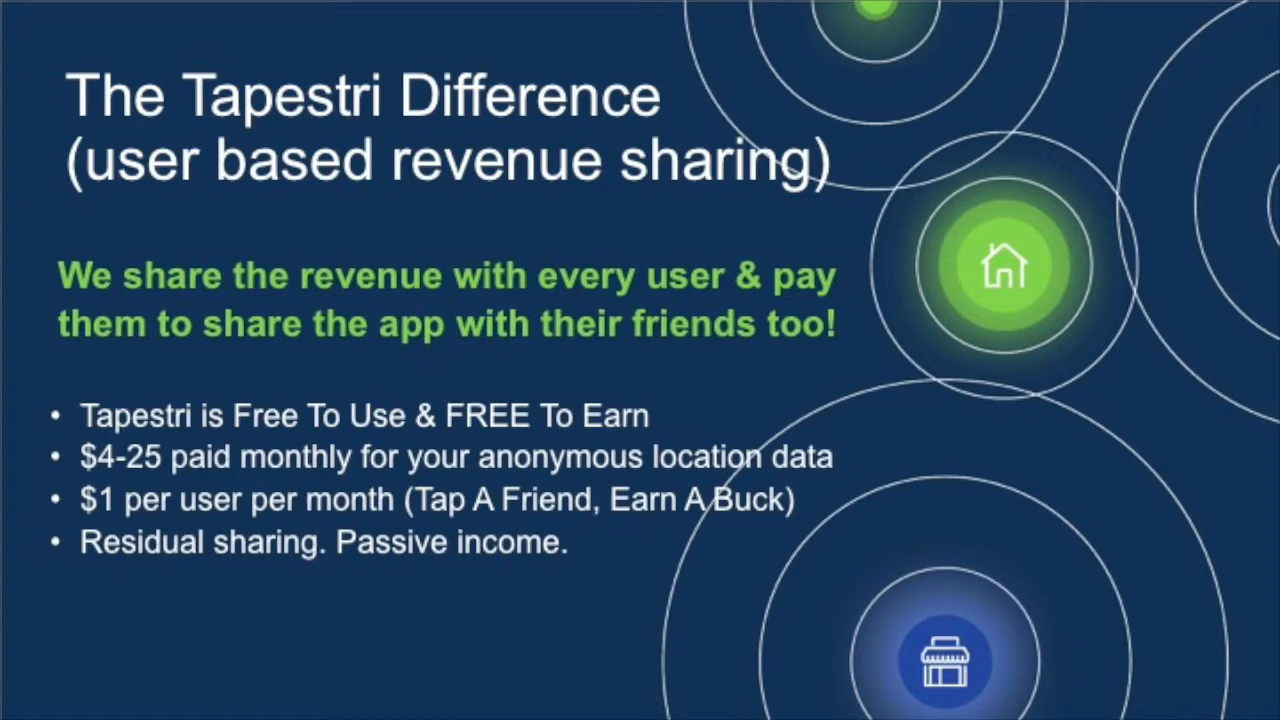 The Tapestri Difference
(user based revenue sharing)
We share the revenue with every user & pay
them to share the app with their friends too!
• Tapestri is Free To Use & FREE To Earn
• $4-25 paid monthly for your anonymous location data
• $1 per user per month (Tap A Friend, Earn A Buck)
• Residual sharing. Passive income.